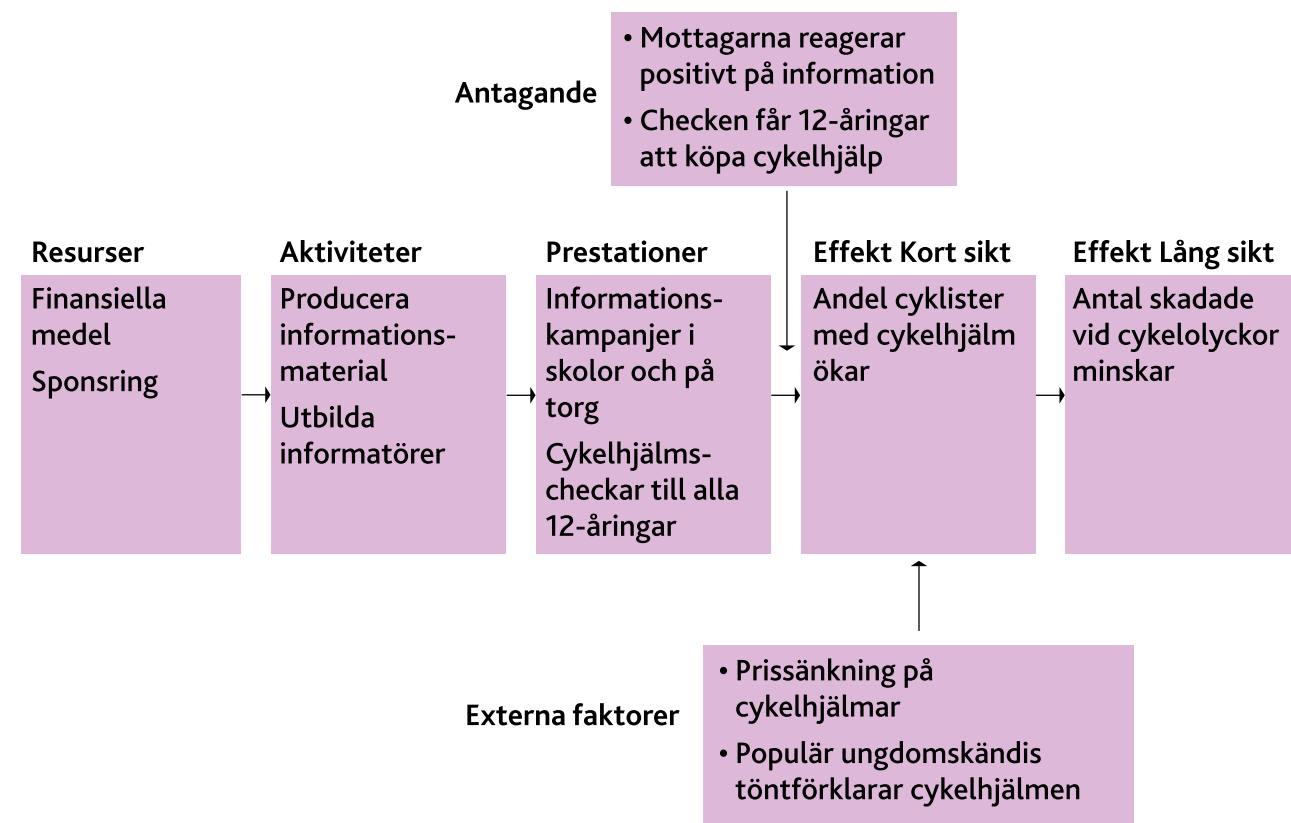 Antagande
• Mottagarna reagerar
positivt på information
• Checken får 12-åringar
att köpa cykelhjälp
Resurser
Finansiella
medel
Sponsring
Aktiviteter
Producera
informations-
material
Utbilda
informatörer
Prestationer
Informations-
kampanjer i
skolor och på
torg
Cykelhjälms-
checkar till alla
12-åringar
Effekt Kort sikt
Andel cyklister
med cykelhjälm
ökar
Effekt Lång sikt
Antal skadade
vid cykelolyckor
minskar
Externa faktorer
• Prissänkning på
cykelhjälmar
• Populär ungdomskändis
töntförklarar cykelhjälmen